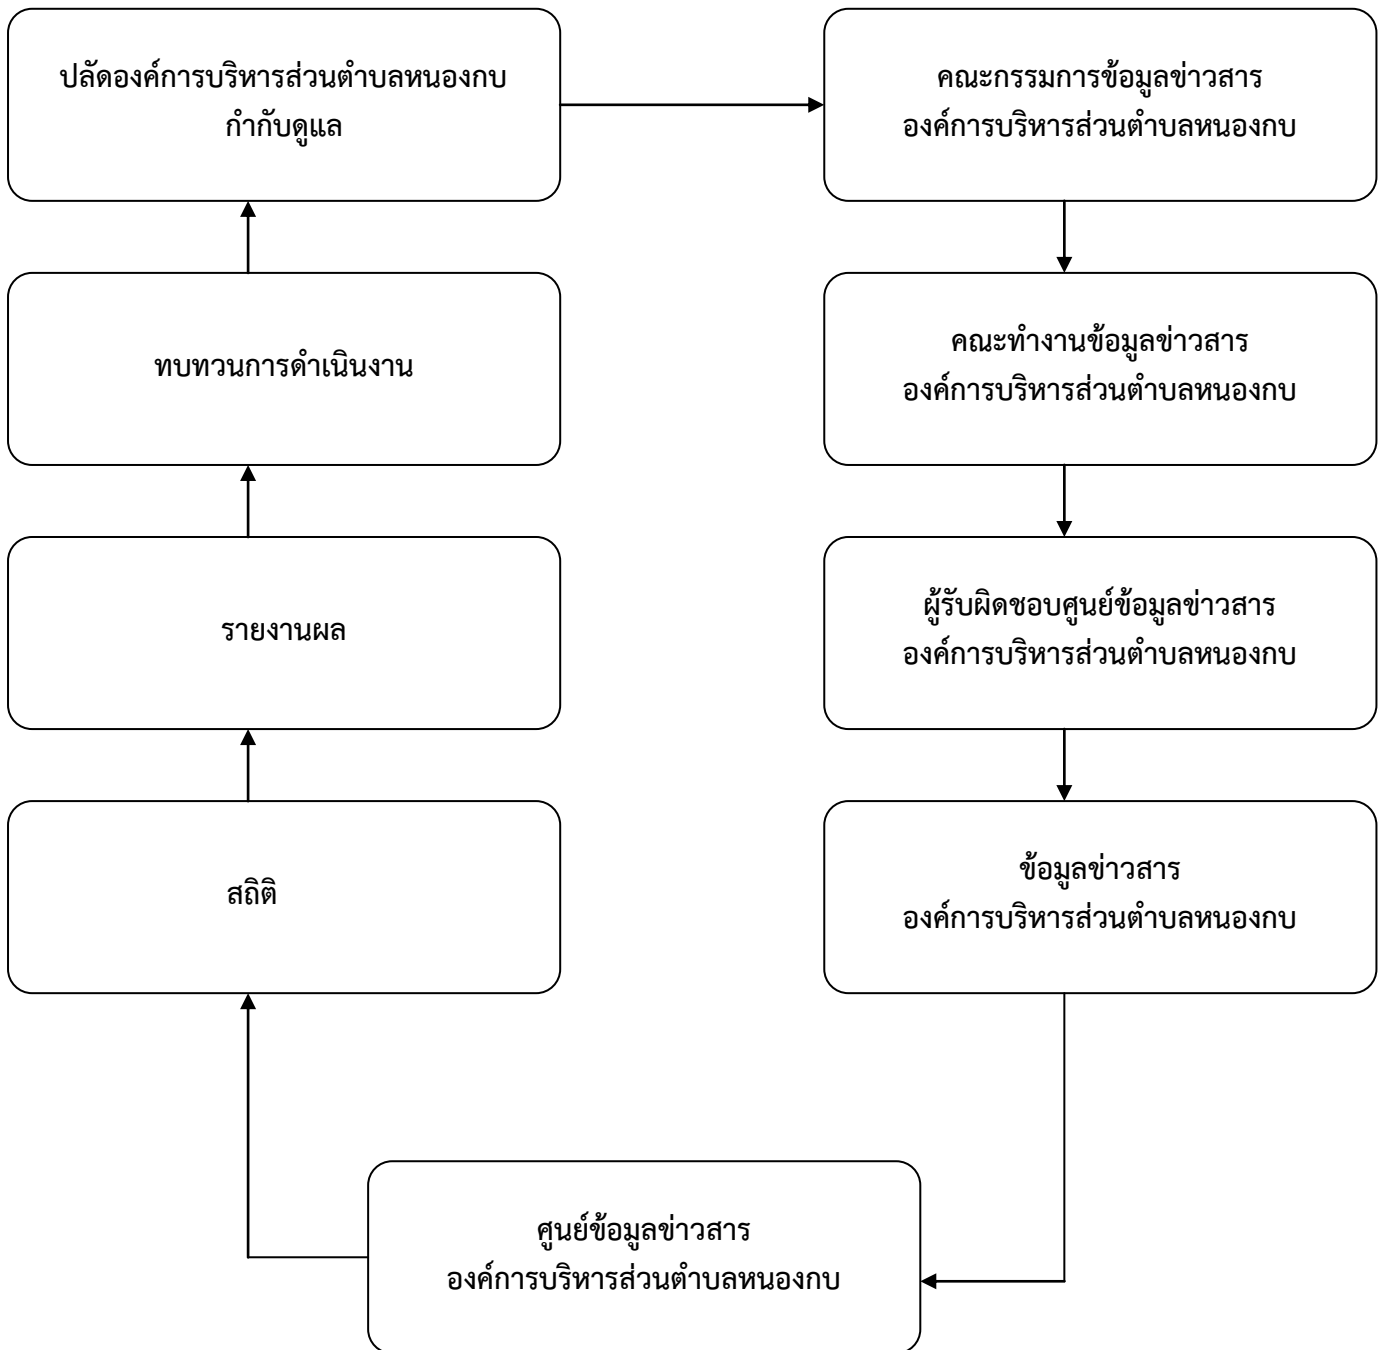 ปลัดองค์การบริหารส่วนตำบลหนองกบ
กำกับดูแล
คณะกรรมการข้อมูลข่าวสาร
องค์การบริหารส่วนตำบลหนองกบ
ทบทวนการดำเนินงาน
คณะทำงานข้อมูลข่าวสาร
องค์การบริหารส่วนตำบลหนองกบ
รายงานผล
ผู้รับผิดชอบศูนย์ข้อมูลข่าวสาร
องค์การบริหารส่วนตำบลหนองกบ
สถิติ
ข้อมูลข่าวสาร
องค์การบริหารส่วนตำบลหนองกบ
ศูนย์ข้อมูลข่าวสาร
องค์การบริหารส่วนตำบลหนองกบ